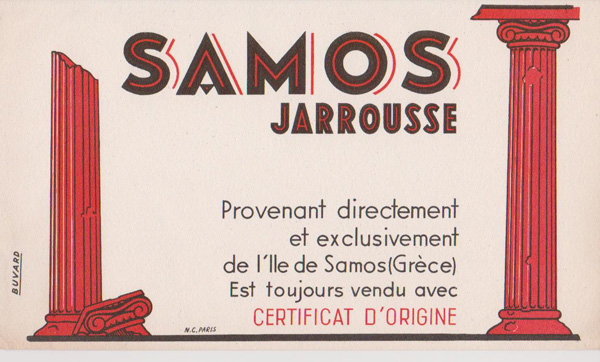 SAMOS
JARROUSSE
Provenant directement
et exclusivement
de l'Ile de Samos (Grèce)
Est toujours vendu avec
CERTIFICAT D'ORIGINE
BUVARD
N.C. PARIS